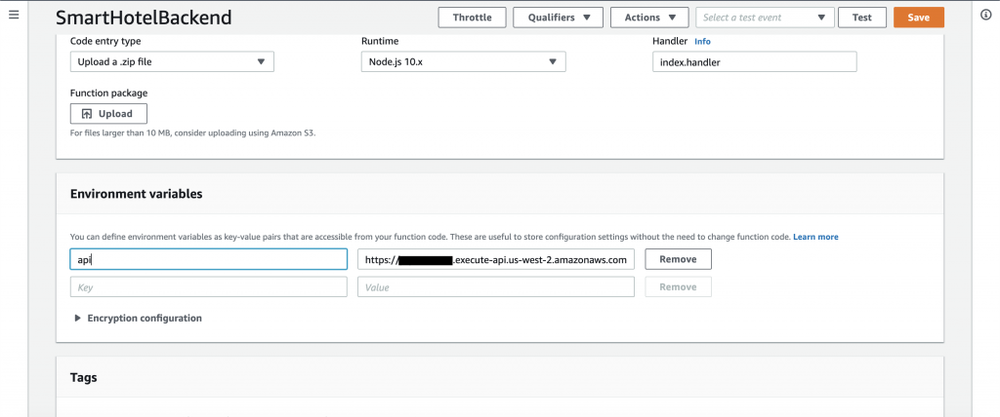 SmartHotelBackend
Throttle Qualifiers Actions Select a test event Test Save
Code entry type Runtime Handler Info
Upload a .zip file Node.js 10.x index.handler
Function package
Upload
For files larger than 10 MB, consider uploading using Amazon S3.
Environment variables
You can define environment variables as key-value pairs that are accessible from your function code. These are useful to store configuration settings without the need to change function code. Learn more
api https:// .execute-api.us-west-2.amazonaws.com Remove
Key Value Remove
Encryption configuration
Tags